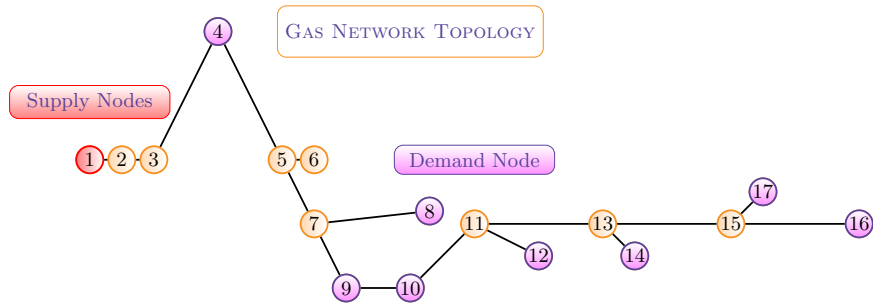 4
GAS NETWORK TOPOLOGY
Supply Nodes
1 2 3 5 6
Demand Node
17
8
7 11 13 15 16
12 14
9 10